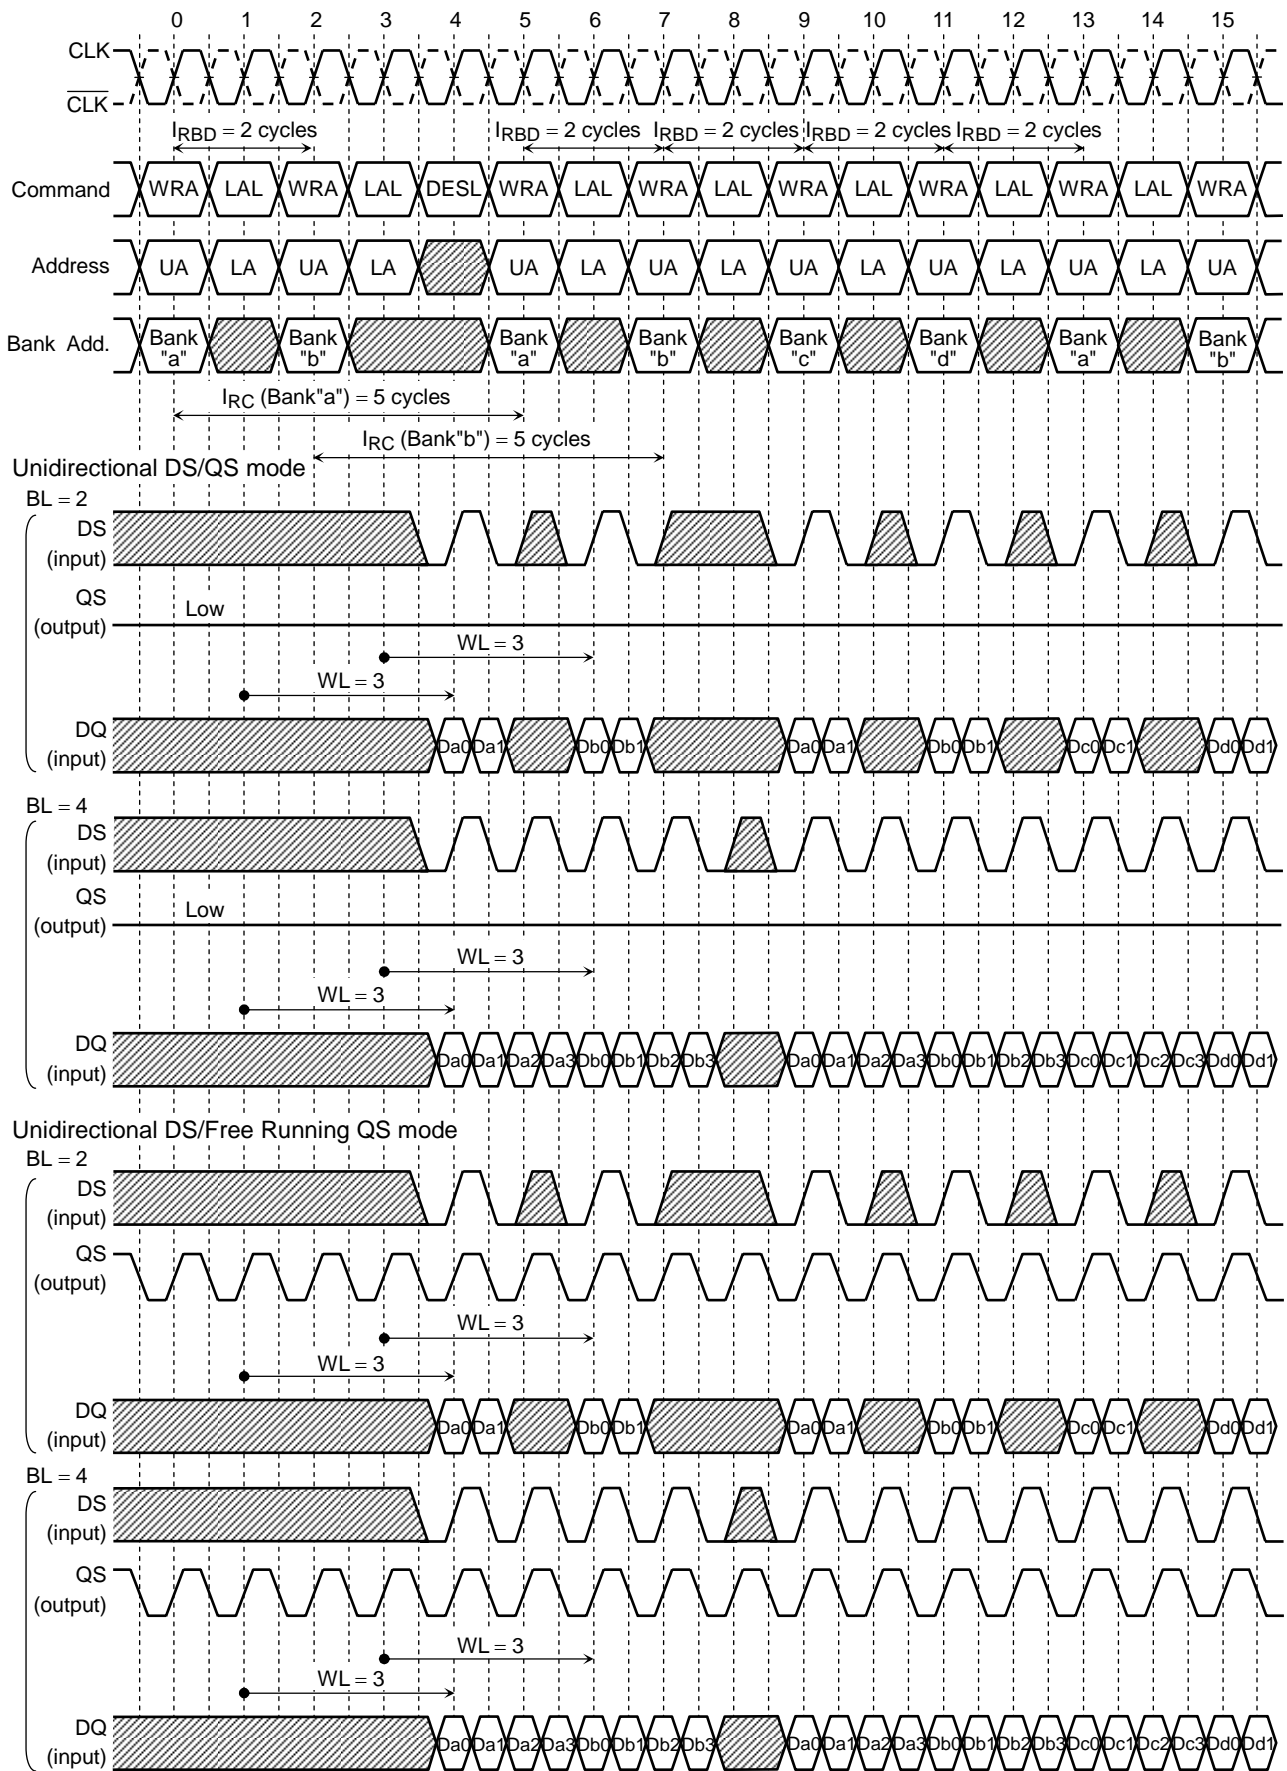 0 1 2 3 4 5 6 7 8 9 10 11 12 13 14 15
CLK
CLK
IRBD = 2 cycles IRBD = 2 cycles IRBD = 2 cycles IRBD = 2 cycles IRBD = 2 cycles
Command WRA LAL WRA LAL DESL WRA LAL WRA LAL WRA LAL WRA LAL WRA LAL WRA
Address UA LA UA LA UA LA UA LA UA LA UA LA UA LA UA
Bank Add. Bank "a" Bank "b" Bank "a" Bank "b" Bank "c" Bank "d" Bank "a" Bank "b"
IRC (Bank"a") = 5 cycles
IRC (Bank"b") = 5 cycles
Unidirectional DS/QS mode
BL = 2
DS
(input)
QS
(output)
Low
WL = 3
WL = 3
DQ
(input)
Da0 Da1 Db0 Db1 Da0 Da1 Db0 Db1 Dc0 Dc1 Dd0 Dd1
BL = 4
DS
(input)
QS
(output)
Low
WL = 3
WL = 3
DQ
(input)
Da0 Da1 Da2 Da3 Db0 Db1 Db2 Db3 Da0 Da1 Da2 Da3 Db0 Db1 Db2 Db3 Dc0 Dc1 Dc2 Dc3 Dd0 Dd1
Unidirectional DS/Free Running QS mode
BL = 2
DS
(input)
QS
(output)
WL = 3
WL = 3
DQ
(input)
Da0 Da1 Db0 Db1 Da0 Da1 Db0 Db1 Dc0 Dc1 Dd0 Dd1
BL = 4
DS
(input)
QS
(output)
WL = 3
WL = 3
DQ
(input)
Da0 Da1 Da2 Da3 Db0 Db1 Db2 Db3 Da0 Da1 Da2 Da3 Db0 Db1 Db2 Db3 Dc0 Dc1 Dc2 Dc3 Dd0 Dd1